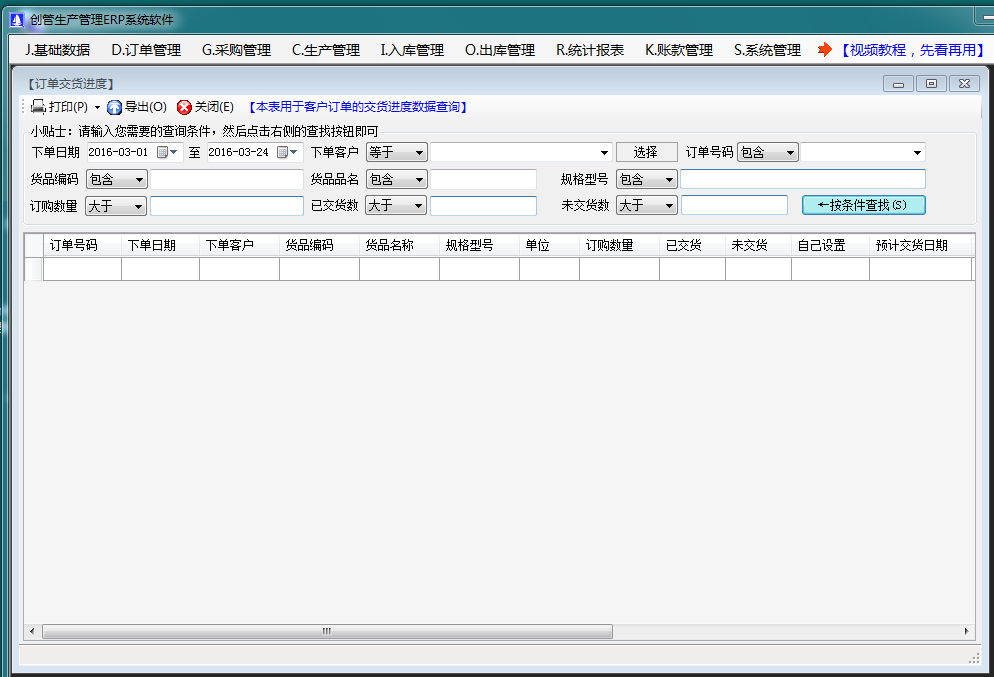 创管生产管理ERP系统软件
J.基础数据 D.订单管理 G.采购管理 C.生产管理 I.入库管理 O.出库管理 R.统计报表 K.账款管理 S.系统管理 【视频教程，先看再用】
【订单交货进度】
打印(P) 导出(O) 关闭(E) 【本表用于客户订单的交货进度数据查询】
小贴士：请输入您需要的查询条件，然后点击右侧的查找按钮即可
下单日期 2016-03-01 至 2016-03-24 下单客户 等于 选择 订单号码 包含
货品编码 包含 货品品名 包含 规格型号 包含
订购数量 大于 已交货数 大于 未交货数 大于 ←按条件查找(S)
订单号码 下单日期 下单客户 货品编码 货品名称 规格型号 单位 订购数量 已交货 未交货 自己设置 预计交货日期